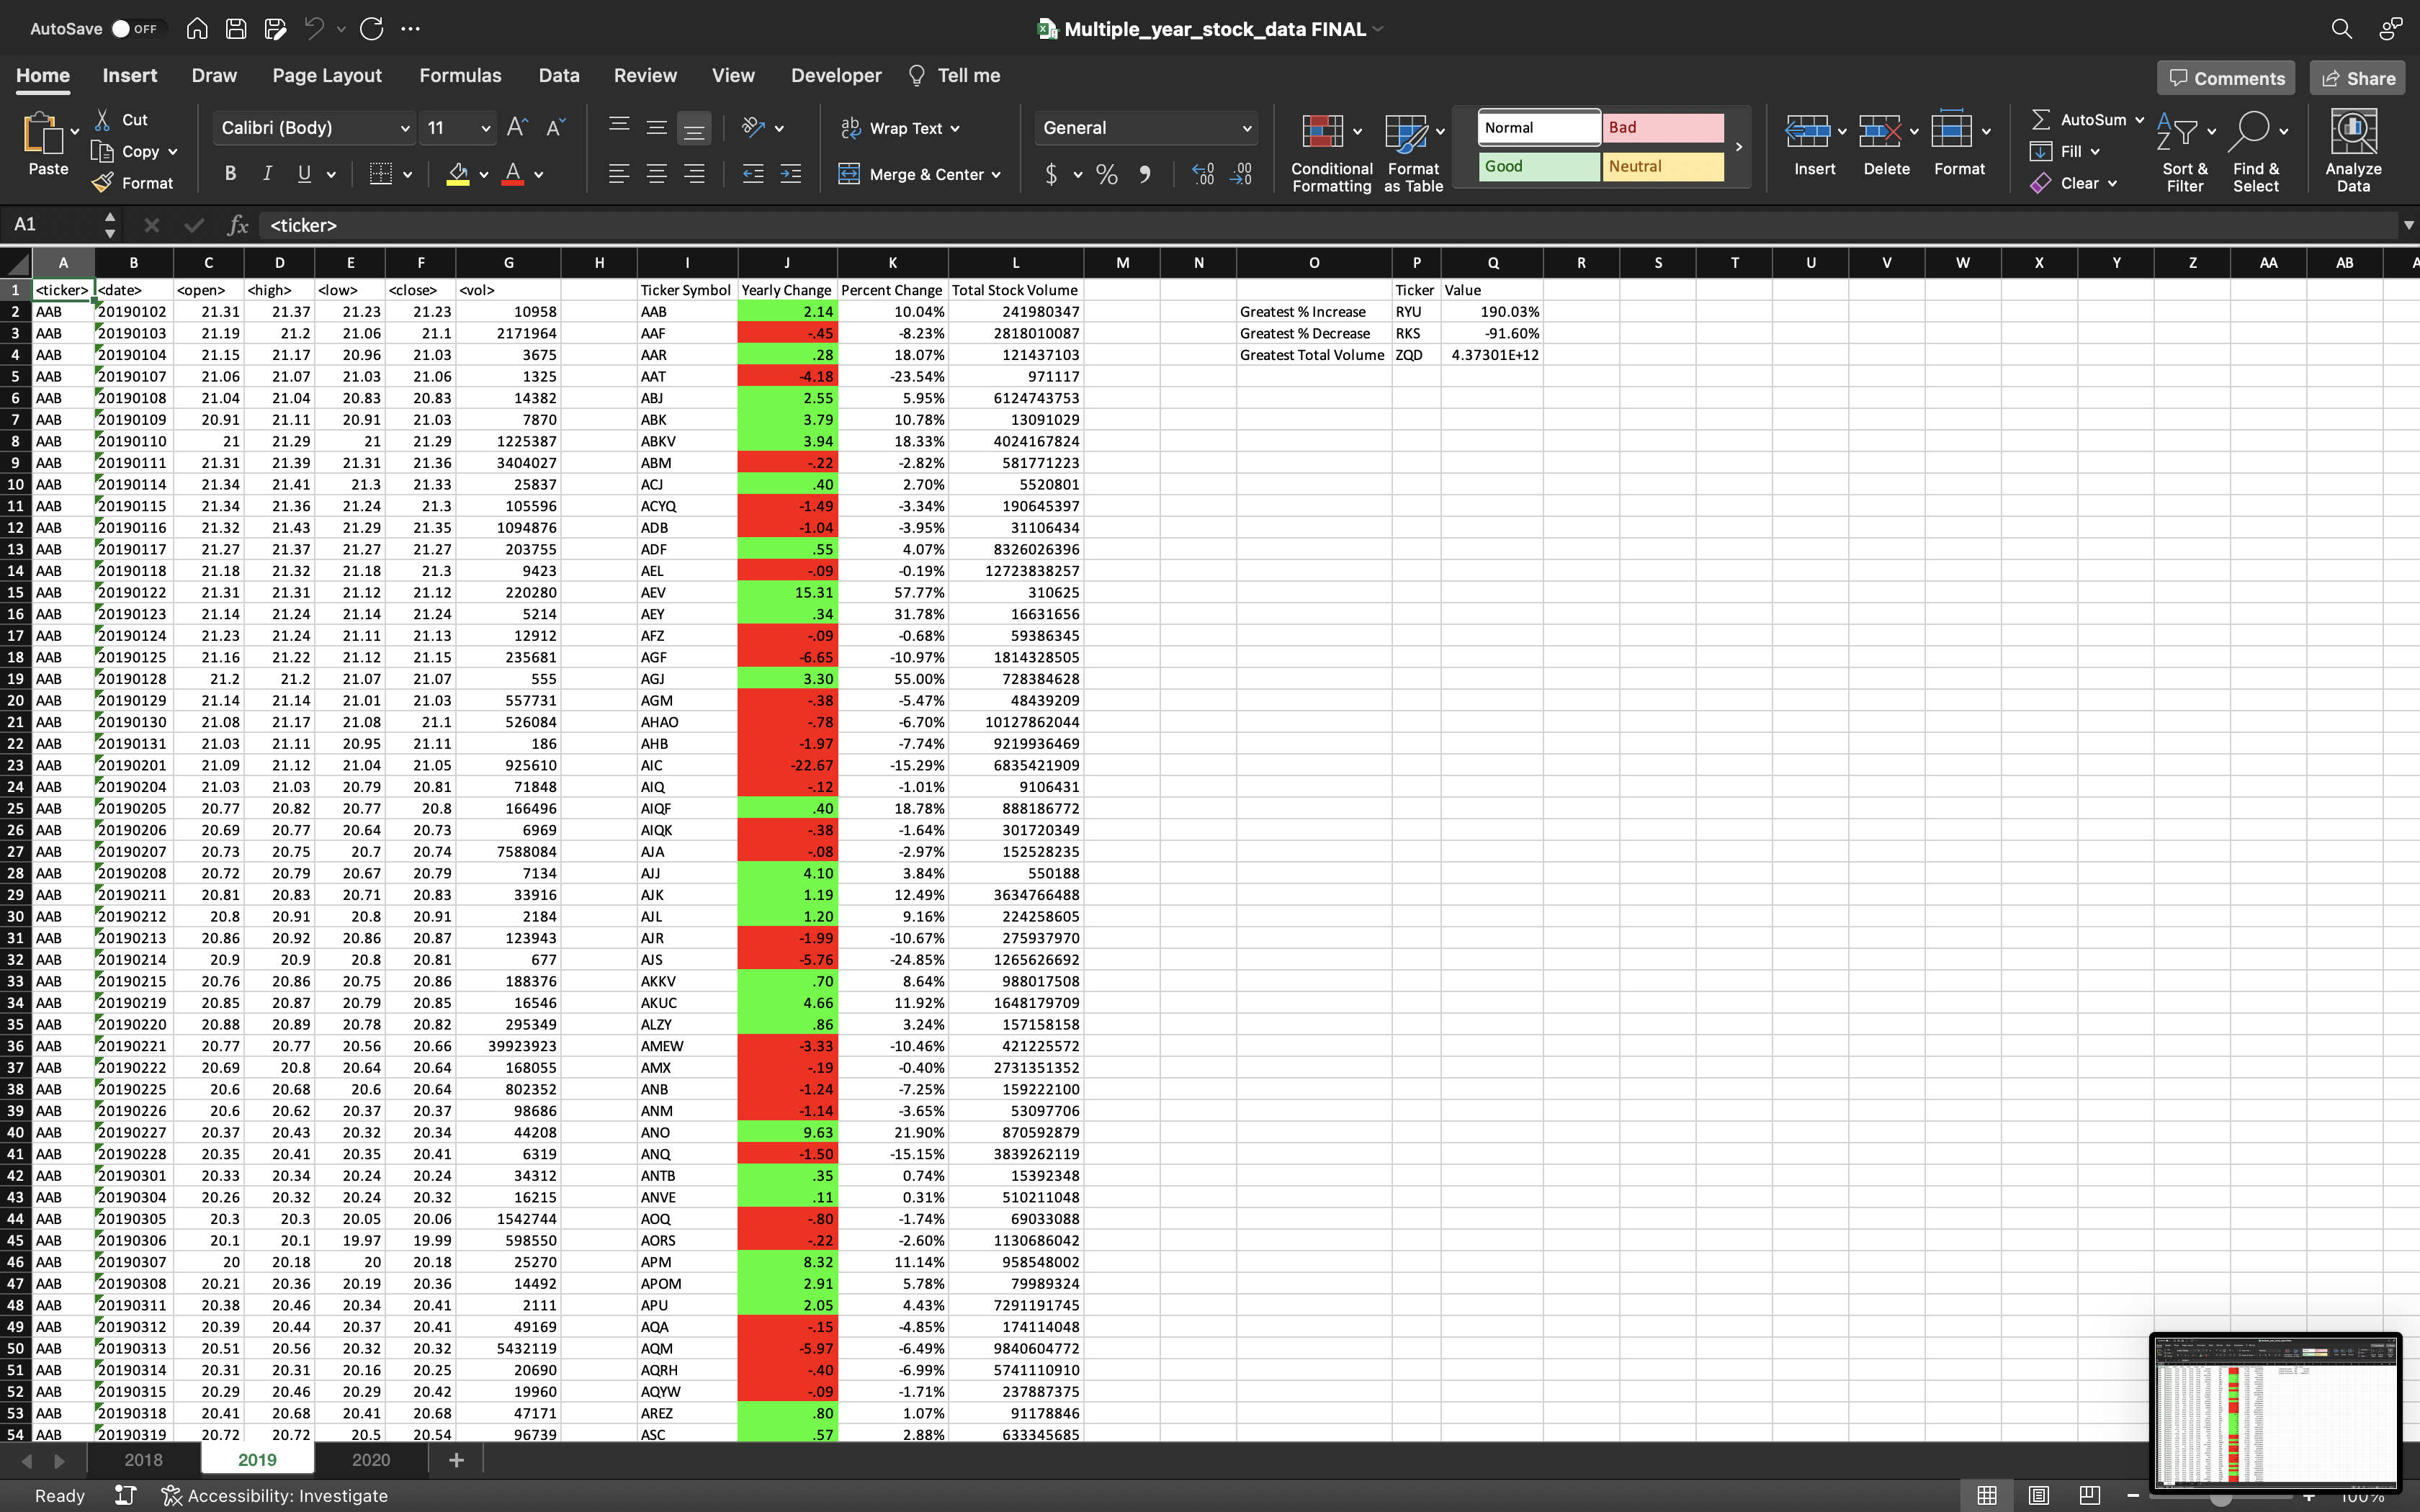 AutoSave OFF Multiple_year_stock_data FINAL
Home Insert Draw Page Layout Formulas Data Review View Developer Tell me Comments Share
Paste Cut Copy Format Calibri (Body) 11 Wrap Text Merge & Center General Conditional Formatting Format as Table Normal Bad Good Neutral Insert Delete Format AutoSum Fill Clear Sort & Filter Find & Select Analyze Data
B I U A $ %
A1 fx <ticker>
A B C D E F G H I J K L M N O P Q R S T U V W X Y Z AA AB
1 <ticker> <date> <open> <high> <low> <close> <vol> Ticker Symbol Yearly Change Percent Change Total Stock Volume Ticker Value
2 AAB 20190102 21.31 21.37 21.23 21.23 10958 AAB 2.14 10.04% 241980347 Greatest % Increase RYU 190.03%
3 AAB 20190103 21.19 21.2 21.06 21.1 2171964 AAF -.45 -8.23% 2818010087 Greatest % Decrease RKS -91.60%
4 AAB 20190104 21.15 21.17 20.96 21.03 3675 AAR .28 18.07% 121437103 Greatest Total Volume ZQD 4.37301E+12
5 AAB 20190107 21.06 21.07 21.03 21.06 1325 AAT -4.18 -23.54% 971117
6 AAB 20190108 21.04 21.04 20.83 20.83 14382 ABJ 2.55 5.95% 6124743753
7 AAB 20190109 20.91 21.11 20.91 21.03 7870 ABK 3.79 10.78% 13091029
8 AAB 20190110 21 21.29 21 21.29 1225387 ABKV 3.94 18.33% 4024167824
9 AAB 20190111 21.31 21.39 21.31 21.36 3404027 ABM -.22 -2.82% 581771223
10 AAB 20190114 21.34 21.41 21.3 21.33 25837 ACJ .40 2.70% 5520801
11 AAB 20190115 21.34 21.36 21.24 21.3 105596 ACYQ -1.49 -3.34% 190645397
12 AAB 20190116 21.32 21.43 21.29 21.35 1094876 ADB -1.04 -3.95% 31106434
13 AAB 20190117 21.27 21.37 21.27 21.27 203755 ADF .55 4.07% 8326026396
14 AAB 20190118 21.18 21.32 21.18 21.3 9423 AEL -.09 -0.19% 12723838257
15 AAB 20190122 21.31 21.31 21.12 21.12 220280 AEV 15.31 57.77% 310625
16 AAB 20190123 21.14 21.24 21.14 21.24 5214 AEY .34 31.78% 16631656
17 AAB 20190124 21.23 21.24 21.11 21.13 12912 AFZ -.09 -0.68% 59386345
18 AAB 20190125 21.16 21.22 21.12 21.15 235681 AGF -6.65 -10.97% 1814328505
19 AAB 20190128 21.2 21.2 21.07 21.07 555 AGJ 3.30 55.00% 728384628
20 AAB 20190129 21.14 21.14 21.01 21.03 557731 AGM -.38 -5.47% 48439209
21 AAB 20190130 21.08 21.17 21.08 21.1 526084 AHAO -.78 -6.70% 10127862044
22 AAB 20190131 21.03 21.11 20.95 21.11 186 AHB -1.97 -7.74% 9219936469
23 AAB 20190201 21.09 21.12 21.04 21.05 925610 AIC -22.67 -15.29% 6835421909
24 AAB 20190204 21.03 21.03 20.79 20.81 71848 AIQ -.12 -1.01% 9106431
25 AAB 20190205 20.77 20.82 20.77 20.8 166496 AIQF .40 18.78% 888186772
26 AAB 20190206 20.69 20.77 20.64 20.73 6969 AIQK -.38 -1.64% 301720349
27 AAB 20190207 20.73 20.75 20.7 20.74 7588084 AJA -.08 -2.97% 152528235
28 AAB 20190208 20.72 20.79 20.67 20.79 7134 AJJ 4.10 3.84% 550188
29 AAB 20190211 20.81 20.83 20.71 20.83 33916 AJK 1.19 12.49% 3634766488
30 AAB 20190212 20.8 20.91 20.8 20.91 2184 AJL 1.20 9.16% 224258605
31 AAB 20190213 20.86 20.92 20.86 20.87 123943 AJR -1.99 -10.67% 275937970
32 AAB 20190214 20.9 20.9 20.8 20.81 677 AJS -5.76 -24.85% 1265626692
33 AAB 20190215 20.76 20.86 20.75 20.86 188376 AKKV .70 8.64% 988017508
34 AAB 20190219 20.85 20.87 20.79 20.85 16546 AKUC 4.66 11.92% 1648179709
35 AAB 20190220 20.88 20.89 20.78 20.82 295349 ALZY .86 3.24% 157158158
36 AAB 20190221 20.77 20.77 20.56 20.66 39923923 AMEW -3.33 -10.46% 421225572
37 AAB 20190222 20.69 20.8 20.64 20.64 168055 AMX -.19 -0.40% 2731351352
38 AAB 20190225 20.6 20.68 20.6 20.64 802352 ANB -1.24 -7.25% 159222100
39 AAB 20190226 20.6 20.62 20.37 20.37 98686 ANM -1.14 -3.65% 53097706
40 AAB 20190227 20.37 20.43 20.32 20.34 44208 ANO 9.63 21.90% 870592879
41 AAB 20190228 20.35 20.41 20.35 20.41 6319 ANQ -1.50 -15.15% 3839262119
42 AAB 20190301 20.33 20.34 20.24 20.24 34312 ANTB .35 0.74% 15392348
43 AAB 20190304 20.26 20.32 20.24 20.32 16215 ANVE .11 0.31% 510211048
44 AAB 20190305 20.3 20.3 20.05 20.06 1542744 AOQ -.80 -1.74% 69033088
45 AAB 20190306 20.1 20.1 19.97 19.99 598550 AORS -.22 -2.60% 1130686042
46 AAB 20190307 20 20.18 20 20.18 25270 APM 8.32 11.14% 958548002
47 AAB 20190308 20.21 20.36 20.19 20.36 14492 APOM 2.91 5.78% 79989324
48 AAB 20190311 20.38 20.46 20.34 20.41 2111 APU 2.05 4.43% 7291191745
49 AAB 20190312 20.39 20.44 20.37 20.41 49169 AQA -.15 -4.85% 174114048
50 AAB 20190313 20.51 20.56 20.32 20.32 5432119 AQM -5.97 -6.49% 9840604772
51 AAB 20190314 20.31 20.31 20.16 20.25 20690 AQRH -.40 -6.99% 5741110910
52 AAB 20190315 20.29 20.46 20.29 20.42 19960 AQYW -.09 -1.71% 237887375
53 AAB 20190318 20.41 20.68 20.41 20.68 47171 AREZ .80 1.07% 91178846
54 AAB 20190319 20.72 20.72 20.5 20.54 96739 ASC .57 2.88% 633345685
2018 2019 2020 +
Ready Accessibility: Investigate 100%